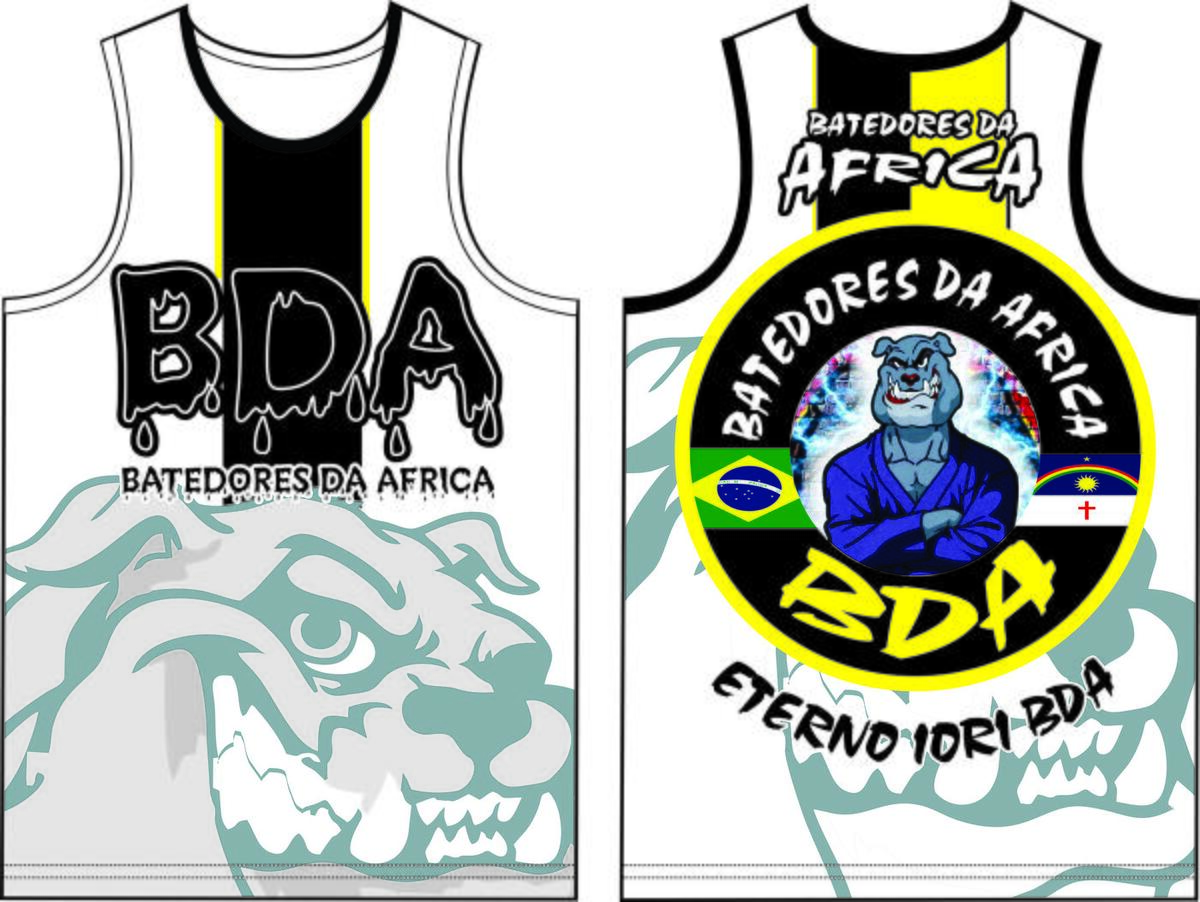 BDA
BATEDORES DA AFRICA
BATEDORES DA
AFRICA
BATEDORES DA AFRICA
BDA
ETERNO IORI BDA